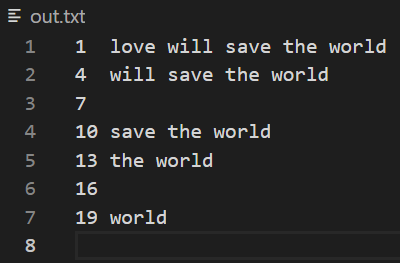 out.txt
1 1  love will save the world
2 4  will save the world
3 7
4 10 save the world
5 13 the world
6 16
7 19 world
8